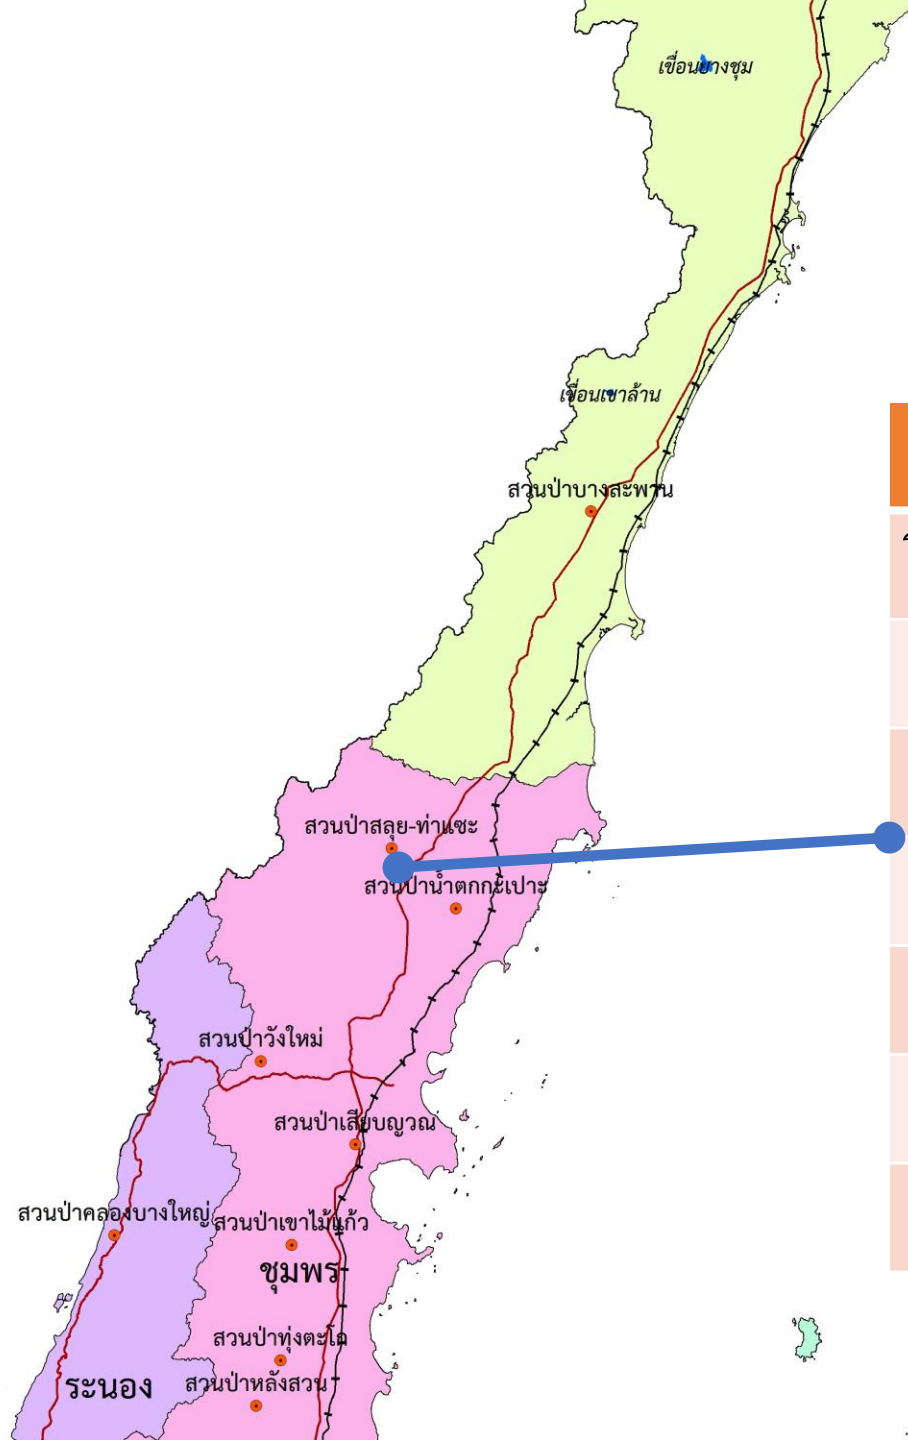 เขื่อนยางชุม
เขื่อนเขาล้าน
สวนป่าบางสะพาน
สวนป่าสลุย-ท่าแซะ
สวนป่าน้ำตกกะเปาะ
สวนป่าวังใหม่
สวนป่าเสียบญวณ
สวนป่าคลองบางใหญ่
สวนป่าเขาไม้แก้ว
ชุมพร
สวนป่าทุ่งตะโก
ระนอง
สวนป่าหลังสวน